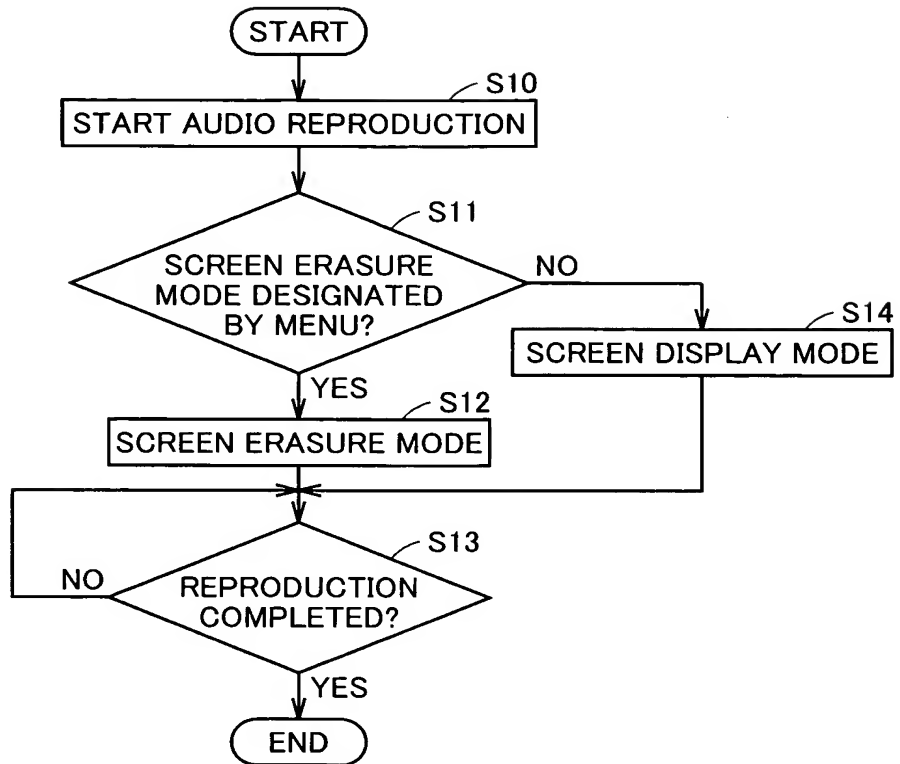 START
S10
START AUDIO REPRODUCTION
S11
SCREEN ERASURE
MODE DESIGNATED
BY MENU?
NO
S14
SCREEN DISPLAY MODE
YES
S12
SCREEN ERASURE MODE
S13
REPRODUCTION
COMPLETED?
NO
YES
END